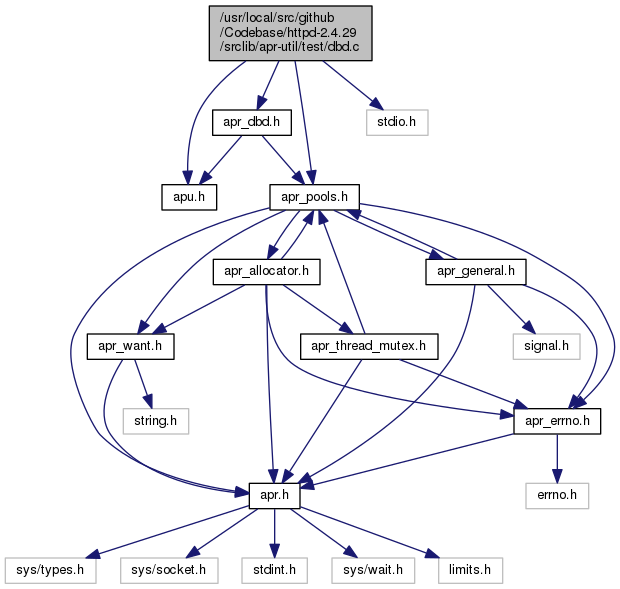 /usr/local/src/github
/Codebase/httpd-2.4.29
/srclib/apr-util/test/dbd.c
apr_dbd.h
stdio.h
apu.h
apr_pools.h
apr_allocator.h
apr_general.h
apr_want.h
apr_thread_mutex.h
signal.h
string.h
apr_errno.h
apr.h
errno.h
sys/types.h
sys/socket.h
stdint.h
sys/wait.h
limits.h